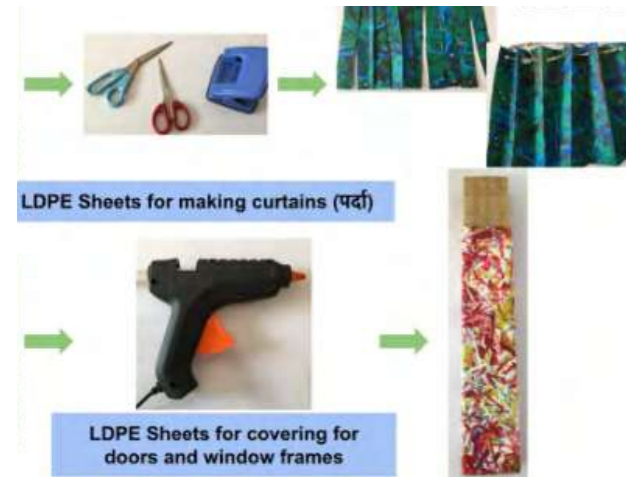 LDPE Sheets for making curtains (पर्दा)
LDPE Sheets for covering for
doors and window frames